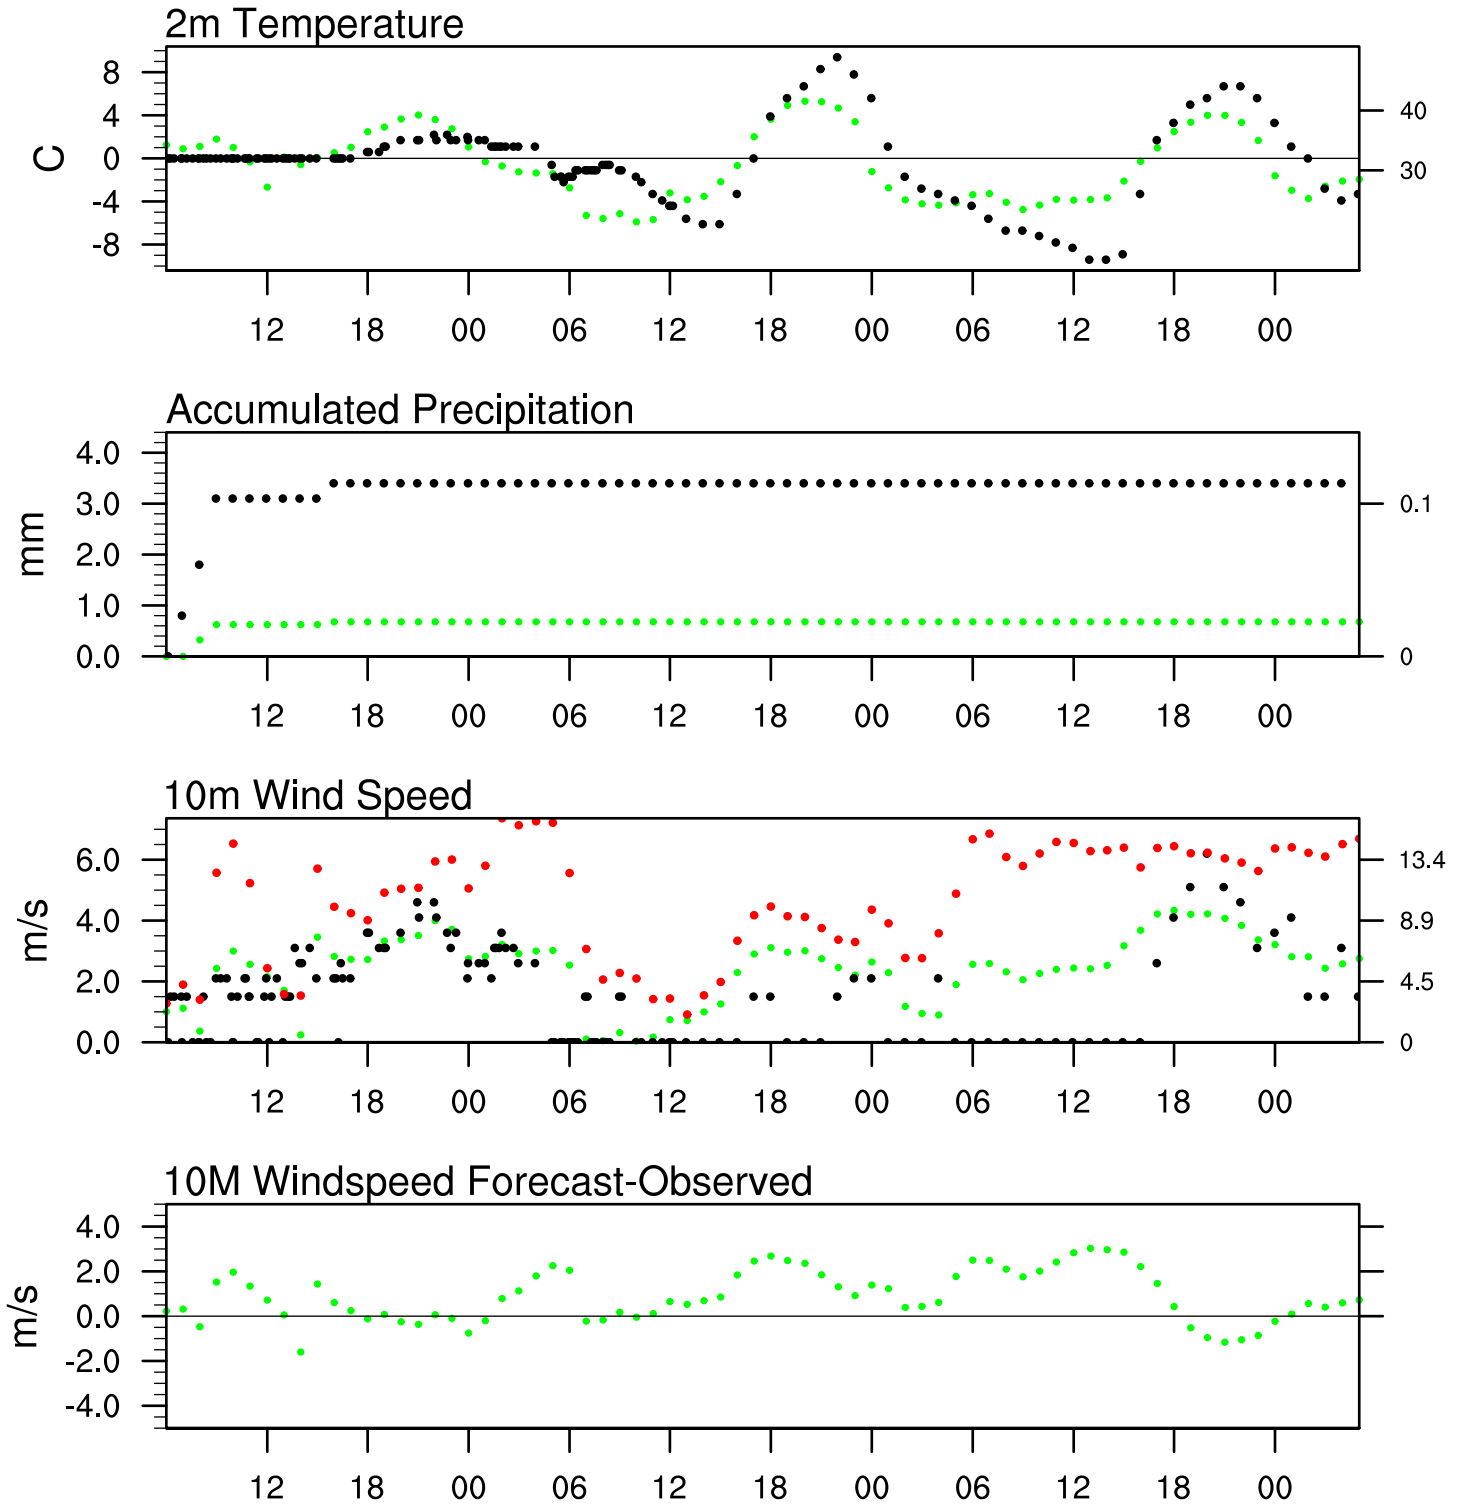 2m Temperature
8
4
0
-4
-8
C
40
30
12 18 00 06 12 18 00 06 12 18 00
Accumulated Precipitation
4.0
3.0
2.0
1.0
0.0
mm
0.1
0
12 18 00 06 12 18 00 06 12 18 00
10m Wind Speed
6.0
4.0
2.0
0.0
m/s
13.4
8.9
4.5
0
12 18 00 06 12 18 00 06 12 18 00
10M Windspeed Forecast-Observed
4.0
2.0
0.0
-2.0
-4.0
m/s
12 18 00 06 12 18 00 06 12 18 00